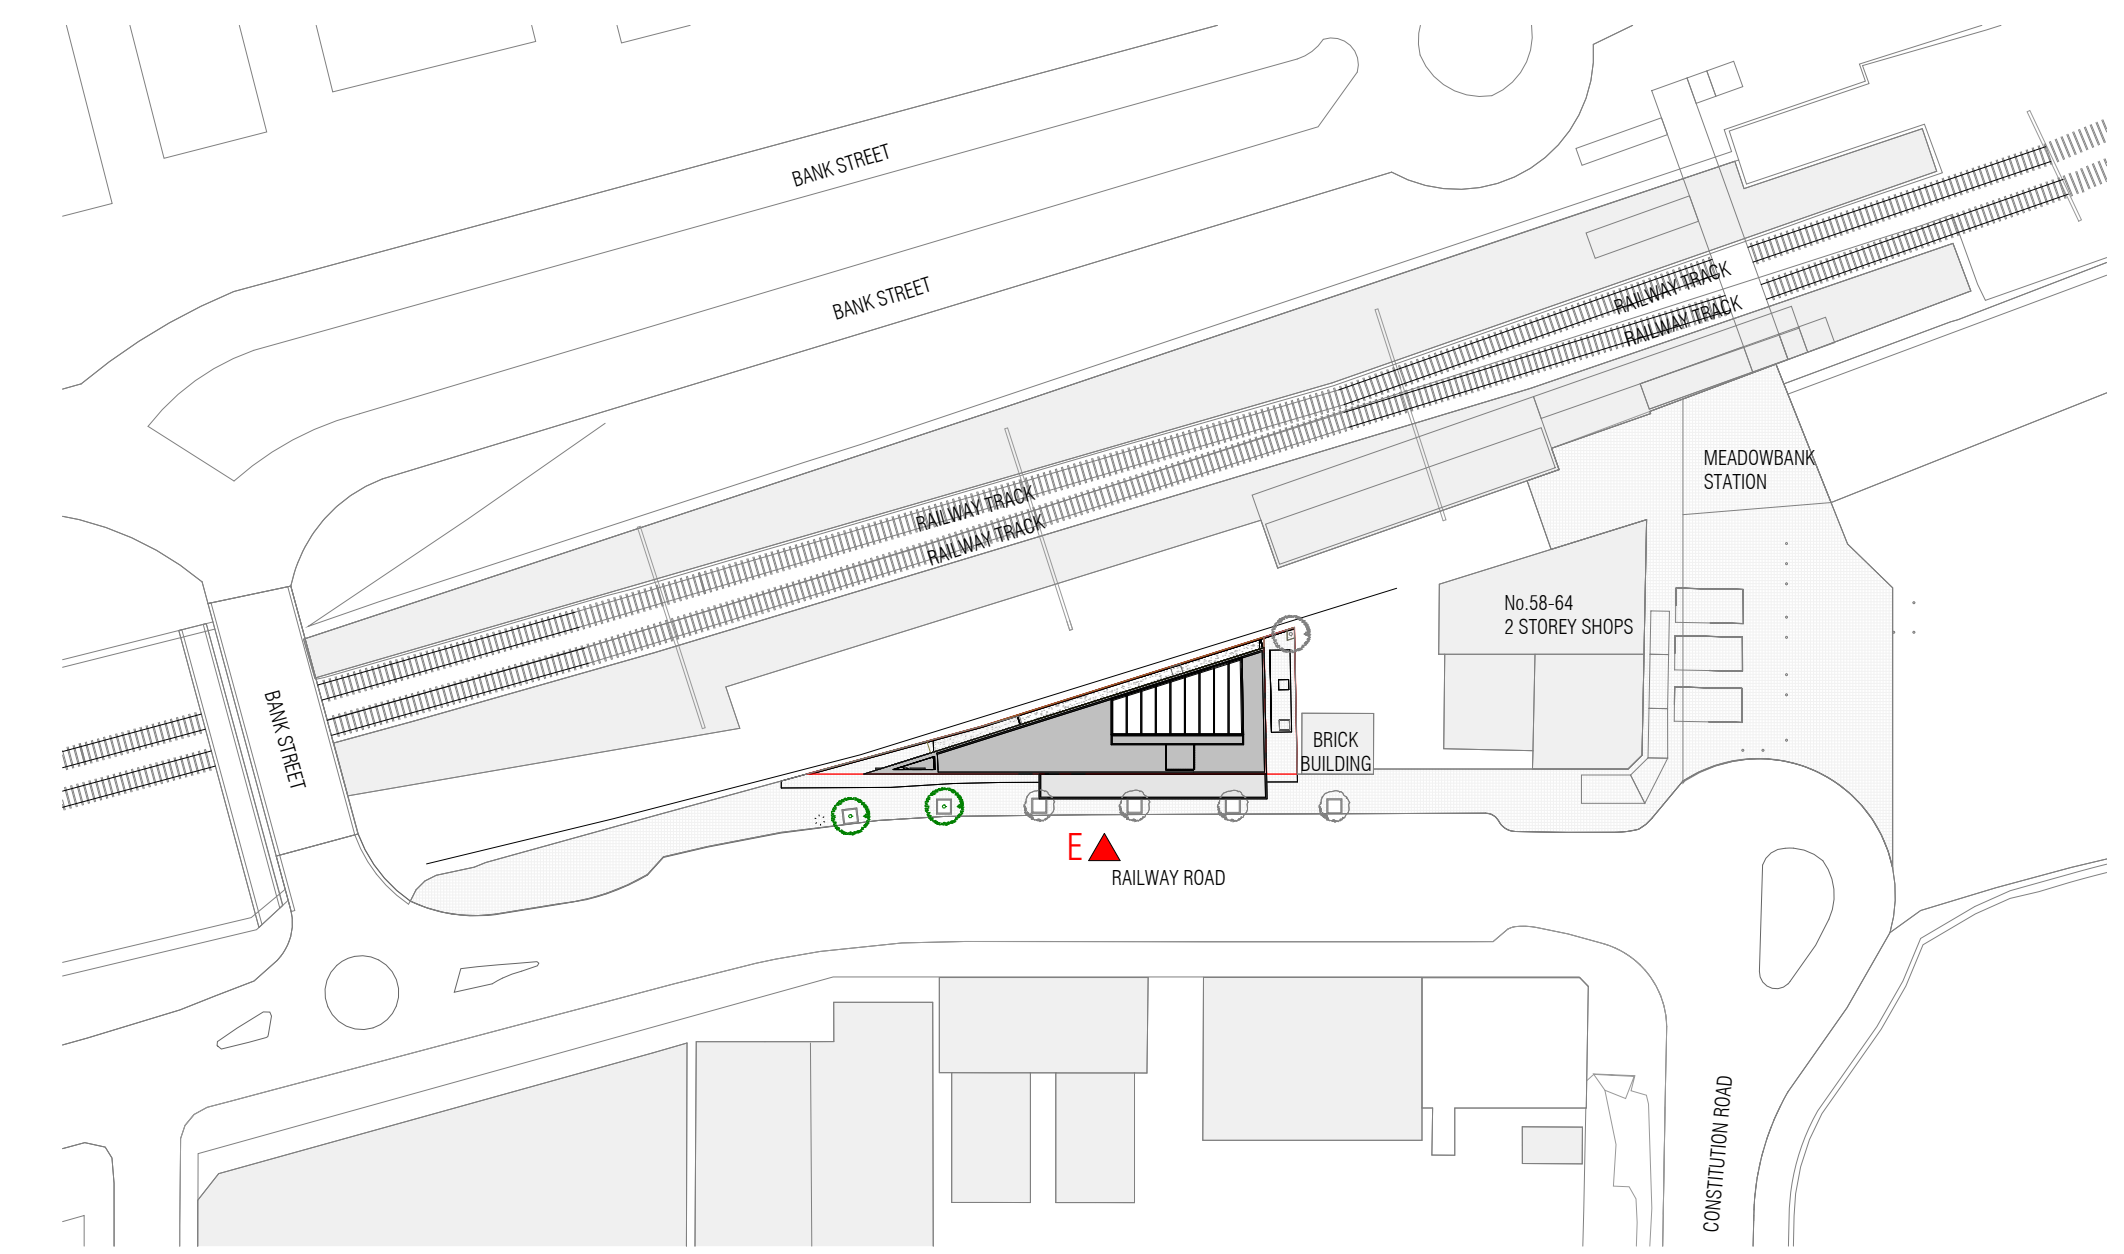 BANK STREET
BANK STREET
RAILWAY TRACK
RAILWAY TRACK
MEADOWBANK
STATION
RAILWAY TRACK
RAILWAY TRACK
No.58-64
2 STOREY SHOPS
BANK STREET
BRICK
BUILDING
E
RAILWAY ROAD
CONSTITUTION ROAD